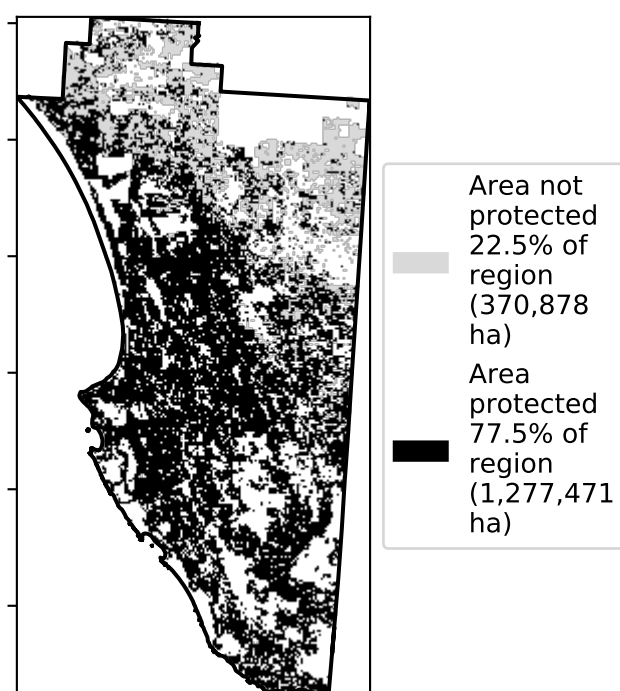 Area not
protected
22.5% of
region
(370,878
ha)
Area
protected
77.5% of
region
(1,277,471
ha)